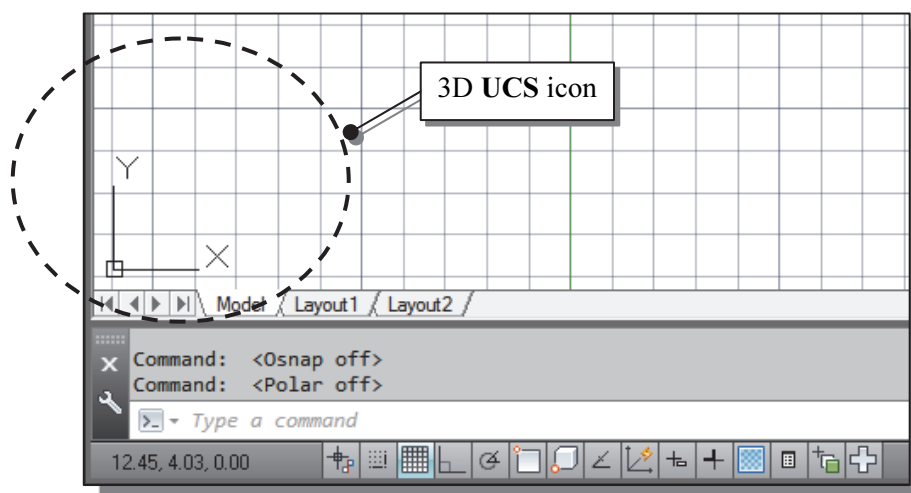 3D UCS icon
Y
X
Model Layout1 Layout2
Command: <Osnap off>
Command: <Polar off>
Type a command
12.45, 4.03, 0.00